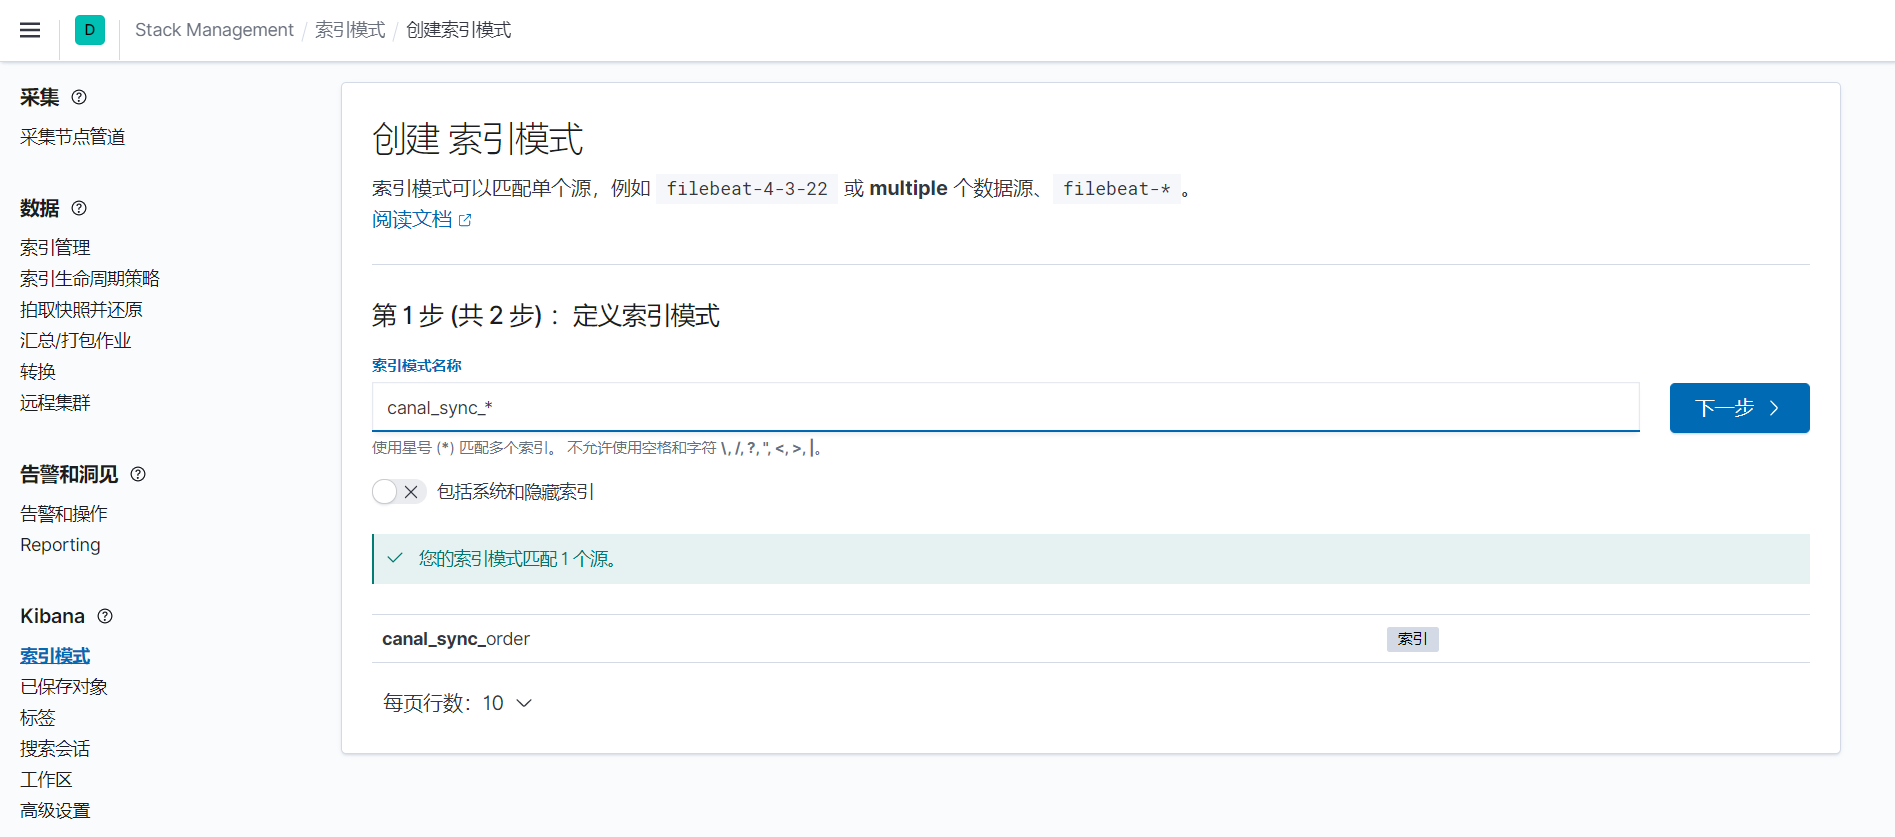 D
Stack Management / 索引模式 / 创建索引模式
采集
采集节点管道
数据
索引管理
索引生命周期策略
拍取快照并还原
汇总/打包作业
转换
远程集群
告警和洞见
告警和操作
Reporting
Kibana
索引模式
已保存对象
标签
搜索会话
工作区
高级设置
创建 索引模式
索引模式可以匹配单个源，例如 filebeat-4-3-22 或 multiple 个数据源、 filebeat-* 。
阅读文档
第 1 步 (共 2 步) ：定义索引模式
索引模式名称
canal_sync_*
下一步
使用星号 (*) 匹配多个索引。 不允许使用空格和字符 \, /, ?, ", <, >, |。
包括系统和隐藏索引
您的索引模式匹配 1 个源。
canal_sync_order 索引
每页行数：10